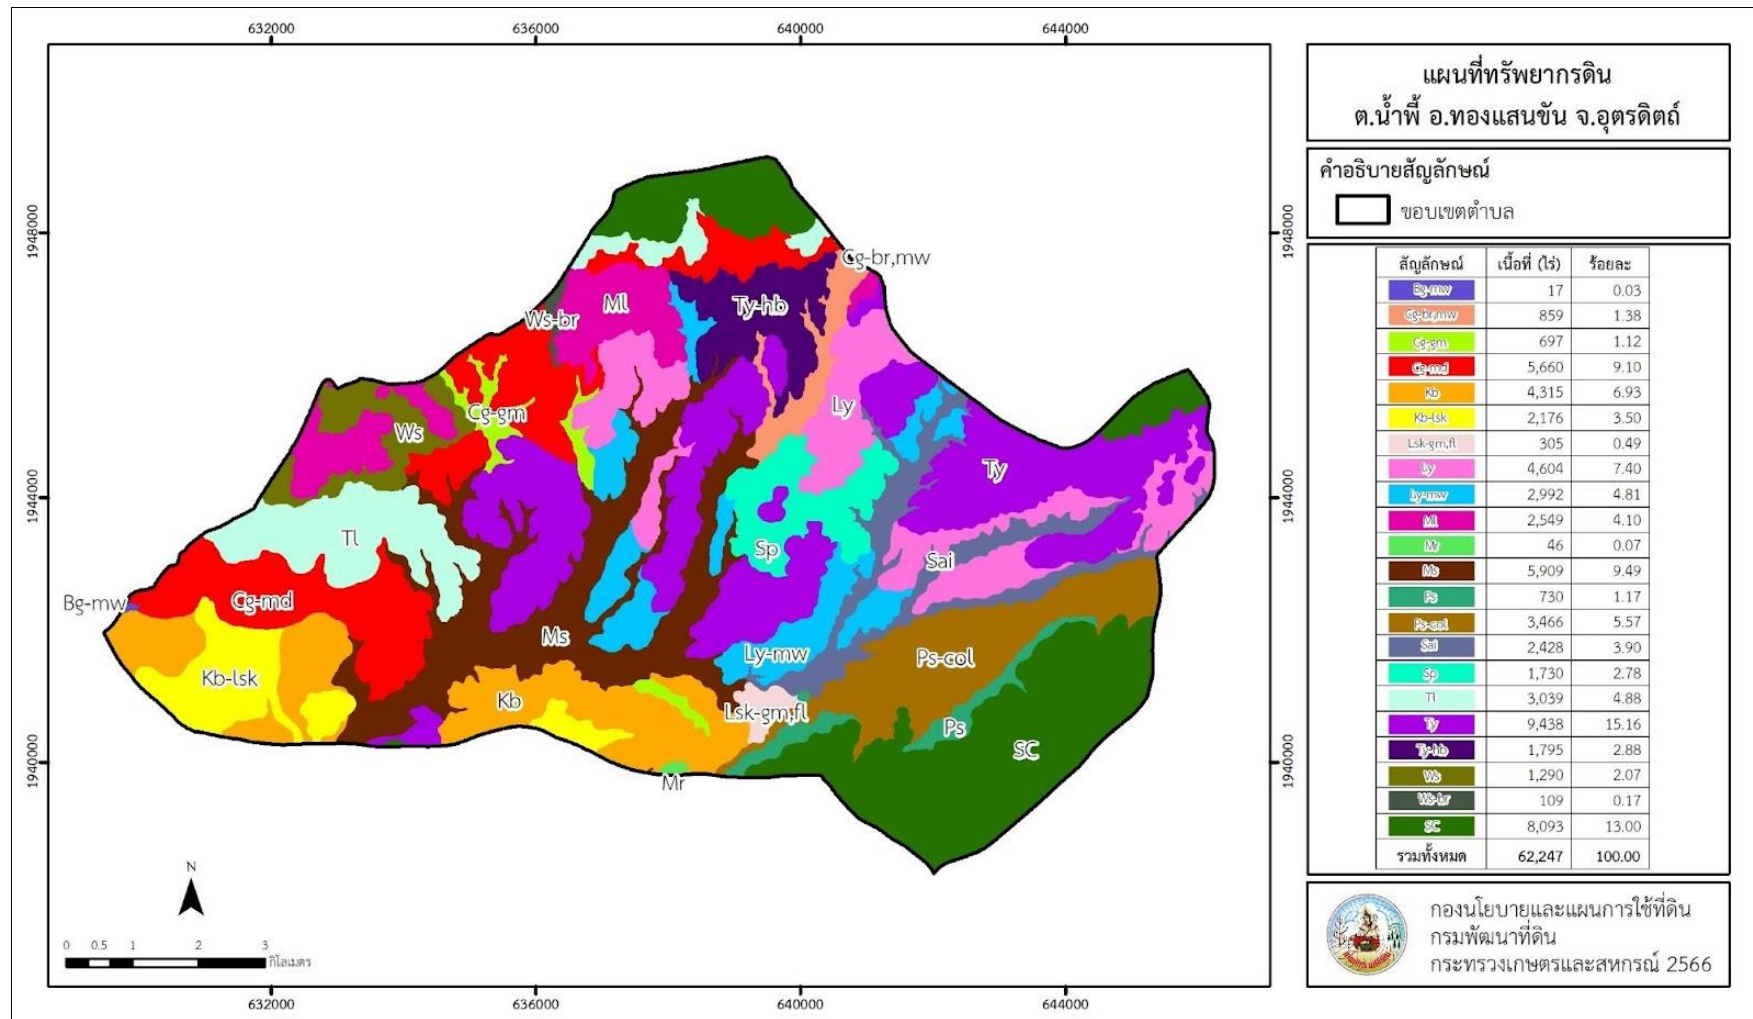 632000 636000 640000 644000
แผนที่ทรัพยากรดิน
ต.น้ำพี้ อ.ทองแสนขัน จ.อุตรดิตถ์
คำอธิบายสัญลักษณ์
ขอบเขตตำบล
1948000 1948000
1944000 1944000
1940000 1940000
Cg-br,mw
Ml
Ty-hb
Ws-br
Ly
Cg-gm
Ws
Ty
Tl
Sp
Sai
Bg-mw
Cg-md
Ms
Ly-mw
Ps-col
Kb-lsk
Kb
Lsk-gm,fl
Ps
SC
Mr
สัญลักษณ์ เนื้อที่ (ไร่) ร้อยละ
Bg-mw 17 0.03
Cg-br,mw 859 1.38
Cg-gm 697 1.12
Cg-md 5,660 9.10
Kb 4,315 6.93
Kb-lsk 2,176 3.50
Lsk-gm,fl 305 0.49
Ly 4,604 7.40
Ly-mw 2,992 4.81
Ml 2,549 4.10
Mr 46 0.07
Ms 5,909 9.49
Ps 730 1.17
Ps-col 3,466 5.57
Sai 2,428 3.90
Sp 1,730 2.78
Tl 3,039 4.88
Ty 9,438 15.16
Ty-hb 1,795 2.88
Ws 1,290 2.07
Ws-br 109 0.17
SC 8,093 13.00
รวมทั้งหมด 62,247 100.00
N
0 0.5 1 2 3
กิโลเมตร
กองนโยบายและแผนการใช้ที่ดิน
กรมพัฒนาที่ดิน
กระทรวงเกษตรและสหกรณ์ 2566
632000 636000 640000 644000